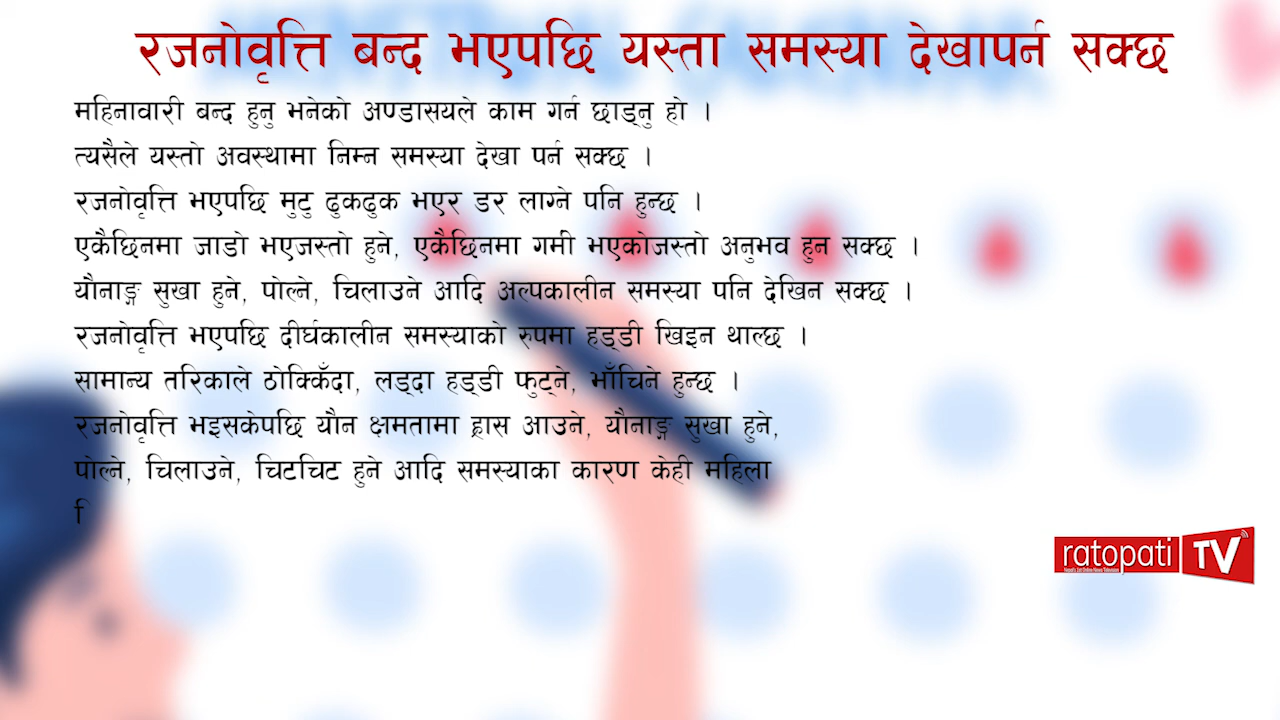 रजनोवृत्ति बन्द भएपछि यस्ता समस्या देखापर्न सक्छ
महिनावारी बन्द हुनु भनेको अण्डासयले काम गर्न छाड्नु हो ।
त्यसैले यस्तो अवस्थामा निम्न समस्या देखा पर्न सक्छ ।
रजनोवृत्ति भएपछि मुटु ढुकढुक भएर डर लाग्ने पनि हुन्छ ।
एकैछिनमा जाडो भएजस्तो हुने, एकैछिनमा गर्मी भएकोजस्तो अनुभव हुन सक्छ ।
यौनाङ्ग सुखा हुने, पोल्ने, चिलाउने आदि अल्पकालीन समस्या पनि देखिन सक्छ ।
रजनोवृत्ति भएपछि दीर्घकालीन समस्याको रुपमा हड्डी खिइन थाल्छ ।
सामान्य तरिकाले ठोक्किँदा, लड्दा हड्डी फुट्ने, भाँचिने हुन्छ ।
रजनोवृत्ति भइसकेपछि यौन क्षमतामा ह्रास आउने, यौनाङ्ग सुखा हुने,
पोल्ने, चिलाउने, चिटचिट हुने आदि समस्याका कारण केही महिला
ि
ratopati TV